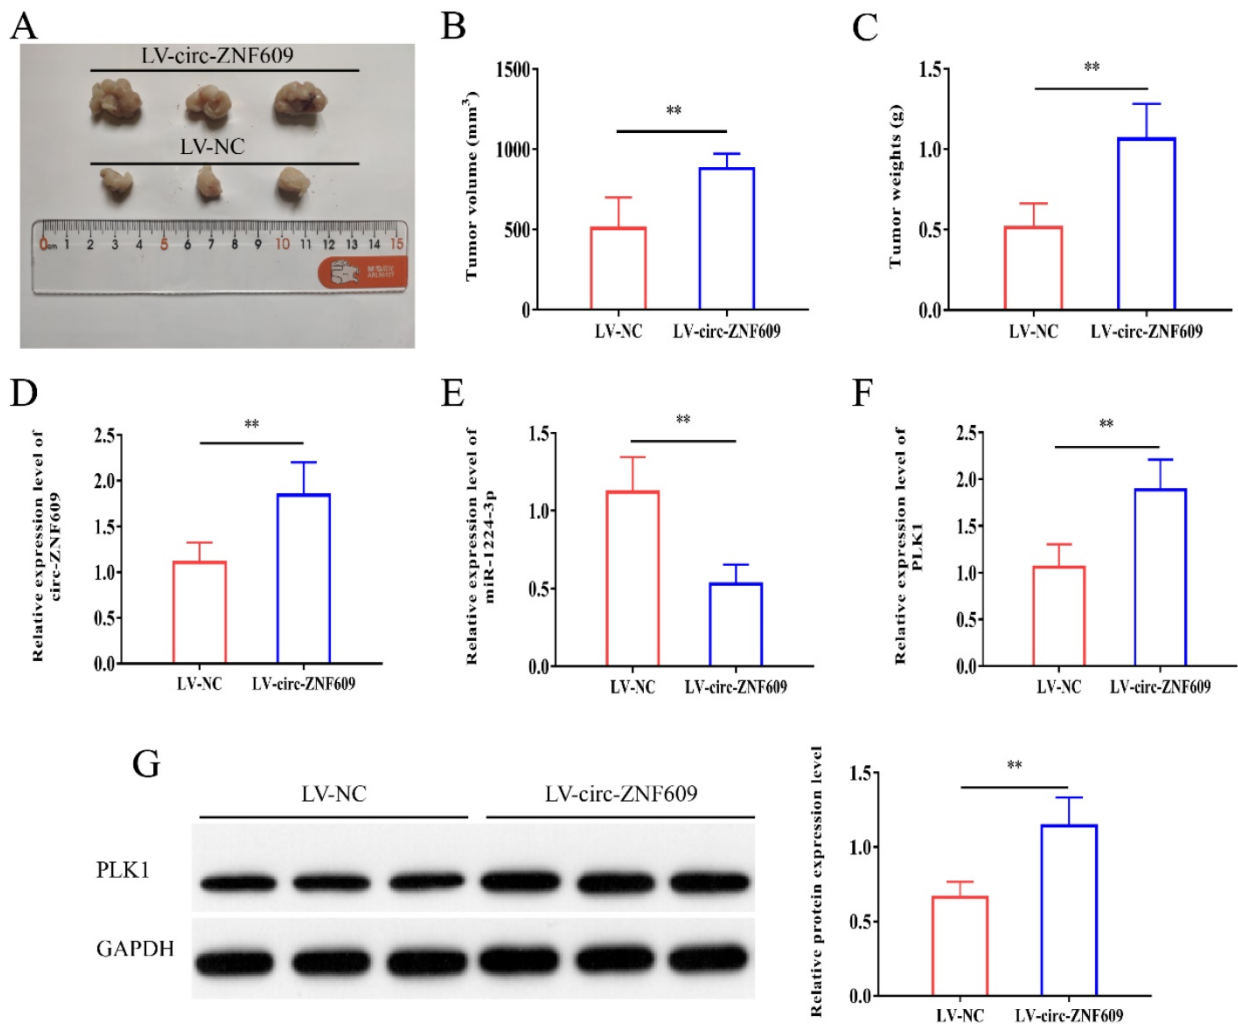 A
LV-circ-ZNF609
LV-NC
0cm 1 2 3 4 5 6 7 8 9 10 11 12 13 14 15
B
Tumor volume (mm³)
1500
1000
500
0
**
LV-NC LV-circ-ZNF609
C
Tumor weights (g)
1.5
1.0
0.5
0.0
**
LV-NC LV-circ-ZNF609
D
Relative expression level of
circ-ZNF609
2.5
2.0
1.5
1.0
0.5
0.0
**
LV-NC LV-circ-ZNF609
E
Relative expression level of
miR-1224-3p
1.5
1.0
0.5
0.0
**
LV-NC LV-circ-ZNF609
F
Relative expression level of
PLK1
2.5
2.0
1.5
1.0
0.5
0.0
**
LV-NC LV-circ-ZNF609
G
LV-NC LV-circ-ZNF609
PLK1
GAPDH
Relative protein expression level
1.5
1.0
0.5
0.0
**
LV-NC LV-circ-ZNF609